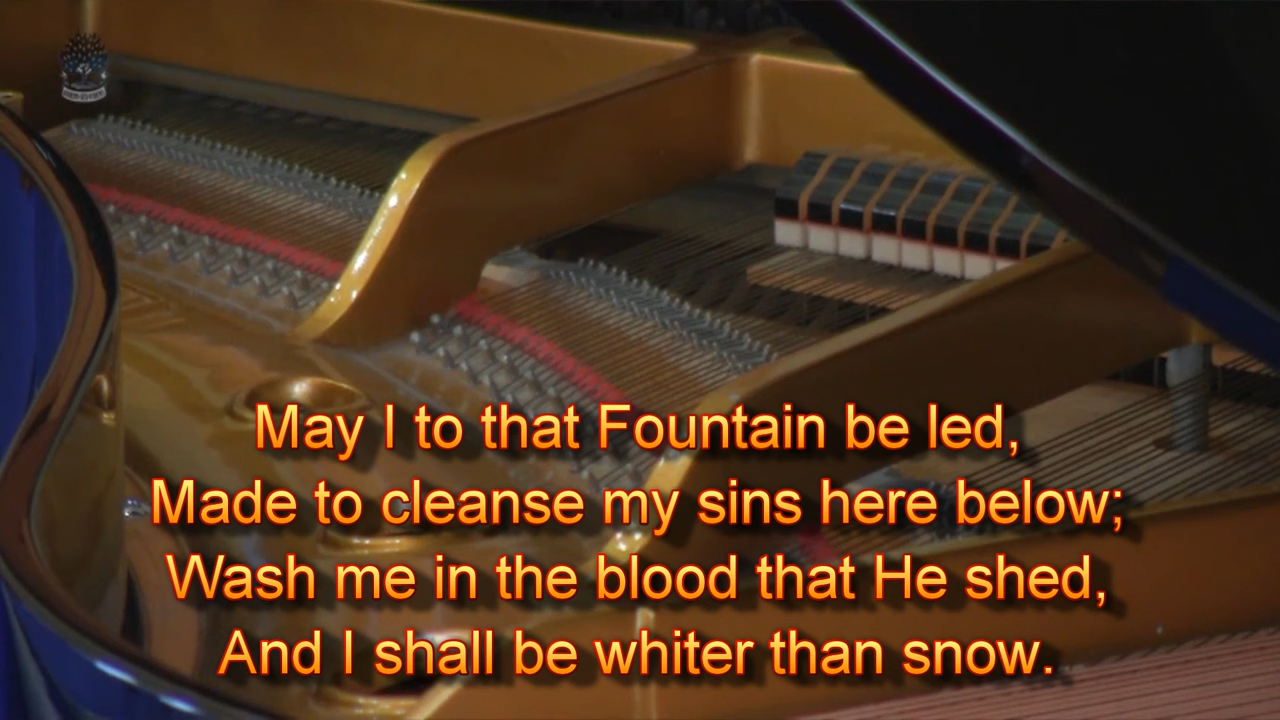 May I to that Fountain be led,
Made to cleanse my sins here below;
Wash me in the blood that He shed,
And I shall be whiter than snow.